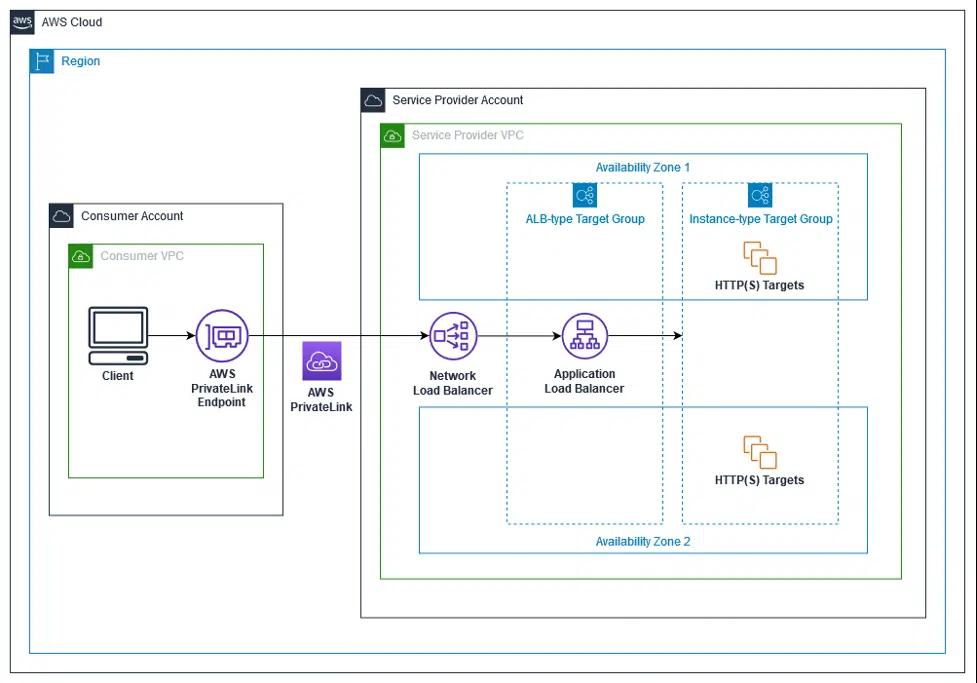 aws
AWS Cloud
Region
Service Provider Account
Service Provider VPC
Availability Zone 1
ALB-type Target Group
Instance-type Target Group
HTTP(S) Targets
Consumer Account
Consumer VPC
Client
AWS
PrivateLink
Endpoint
AWS
PrivateLink
Network
Load Balancer
Application
Load Balancer
HTTP(S) Targets
Availability Zone 2